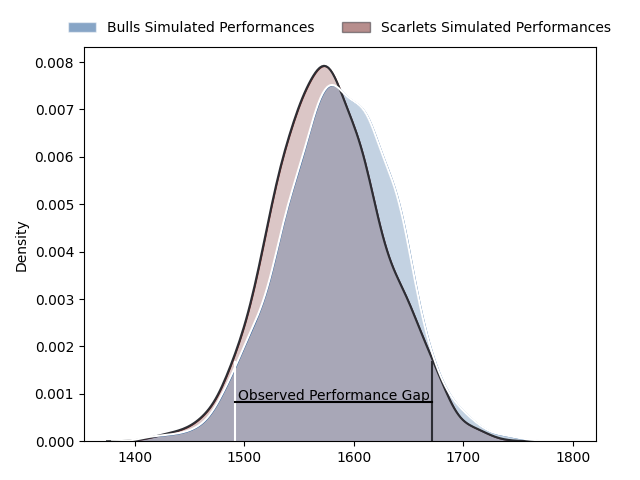 Bulls Simulated Performances Scarlets Simulated Performances
0.008
0.007
0.006
0.005
0.004
0.003
0.002
0.001
0.000
Density
Observed Performance Gap
1400 1500 1600 1700 1800